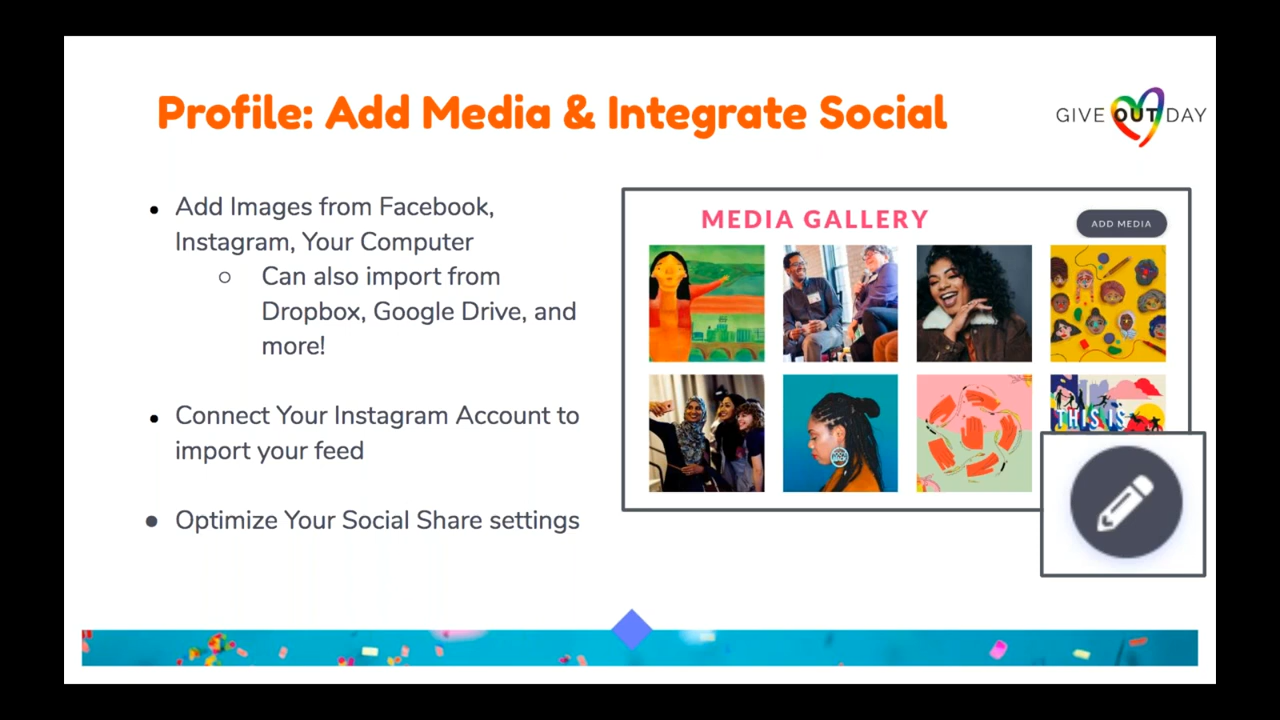 Profile: Add Media & Integrate Social
GIVE OUT DAY
• Add Images from Facebook,
Instagram, Your Computer
○ Can also import from
Dropbox, Google Drive, and
more!
• Connect Your Instagram Account to
import your feed
• Optimize Your Social Share settings
MEDIA GALLERY
ADD MEDIA
THIS IS